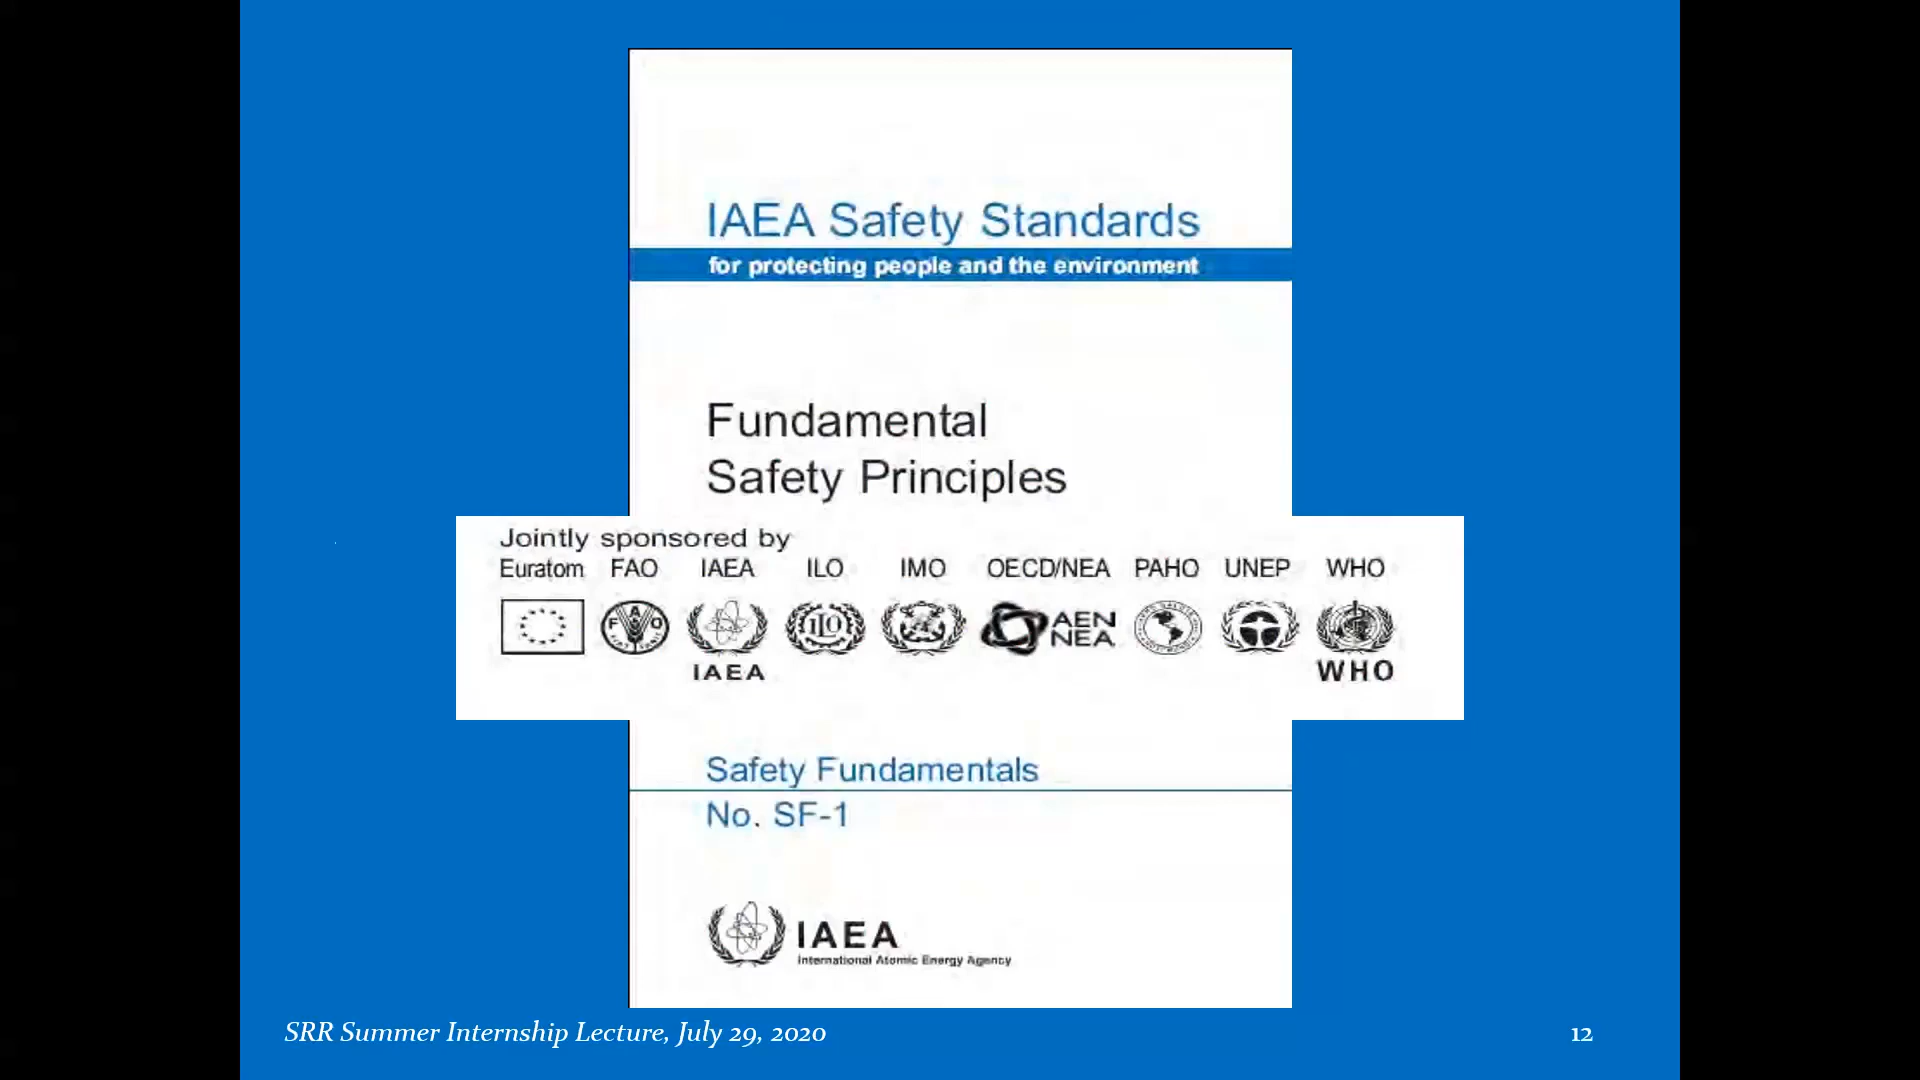 IAEA Safety Standards
for protecting people and the environment
Fundamental
Safety Principles
Jointly sponsored by
Euratom FAO IAEA ILO IMO OECD/NEA PAHO UNEP WHO
F A O ILO AEN
NEA
IAEA WHO
Safety Fundamentals
No. SF-1
IAEA
International Atomic Energy Agency
SRR Summer Internship Lecture, July 29, 2020 12